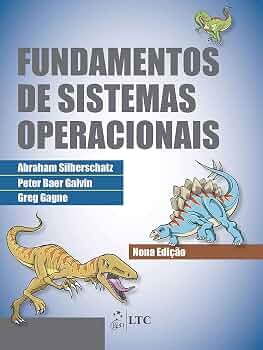 FUNDAMENTOS
DE SISTEMAS
OPERACIONAIS
Abraham Silberschatz
Peter Baer Galvin
Greg Gagne
Nona Edição
LTC